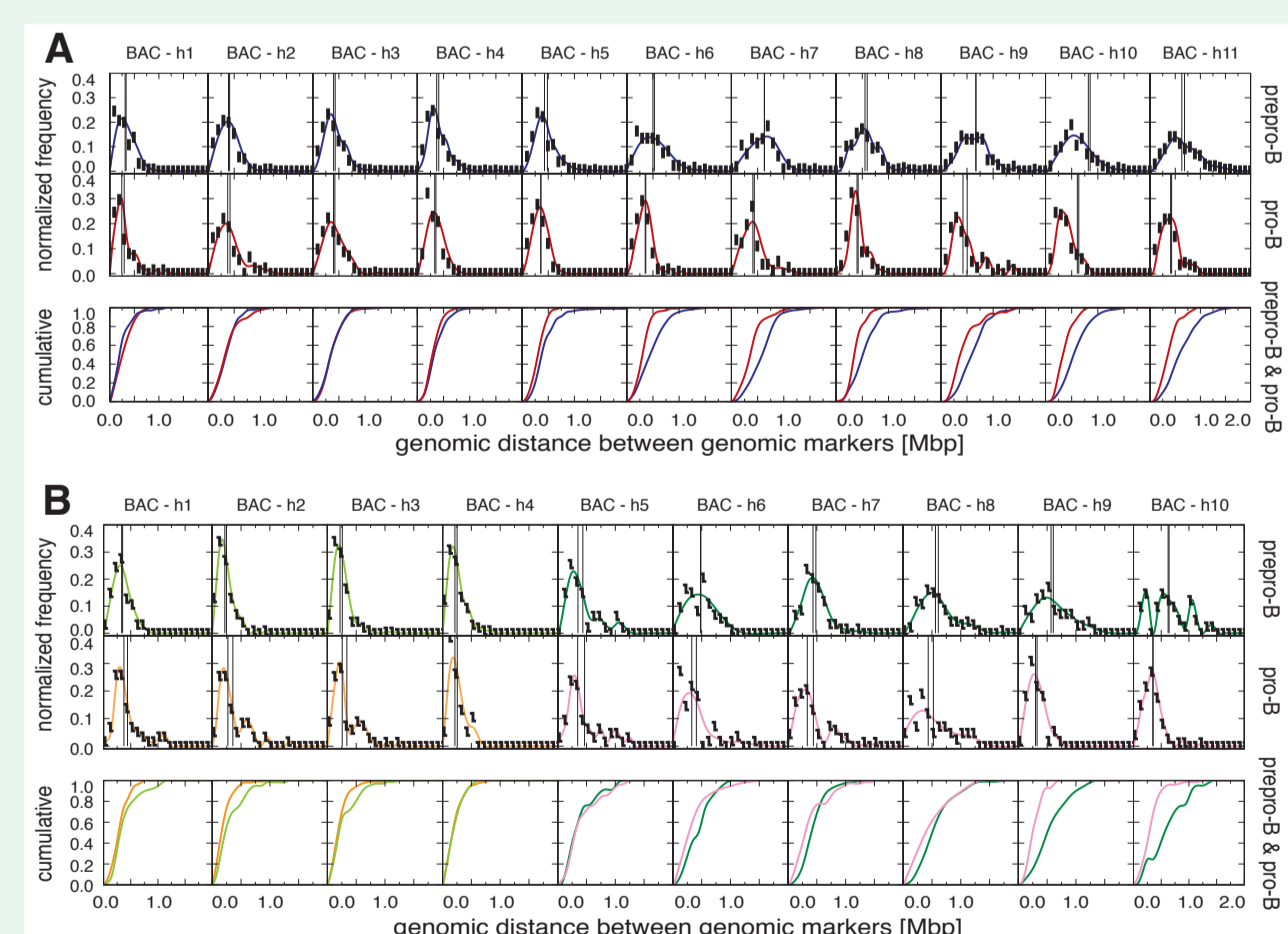 A
BAC - h1 BAC - h2 BAC - h3 BAC - h4 BAC - h5 BAC - h6 BAC - h7 BAC - h8 BAC - h9 BAC - h10 BAC - h11
normalized frequency
0.4
0.3
0.2
0.1
0.0
prepro-B
0.4
0.3
0.2
0.1
0.0
pro-B
cumulative
1.0
0.8
0.6
0.4
0.2
0.0
prepro-B & pro-B
0.0 1.0 0.0 1.0 0.0 1.0 0.0 1.0 0.0 1.0 0.0 1.0 0.0 1.0 0.0 1.0 0.0 1.0 0.0 1.0 0.0 1.0 2.0
genomic distance between genomic markers [Mbp]
B
BAC - h1 BAC - h2 BAC - h3 BAC - h4 BAC - h5 BAC - h6 BAC - h7 BAC - h8 BAC - h9 BAC - h10
normalized frequency
0.4
0.3
0.2
0.1
0.0
prepro-B
0.4
0.3
0.2
0.1
0.0
pro-B
cumulative
1.0
0.8
0.6
0.4
0.2
0.0
prepro-B & pro-B
0.0 1.0 0.0 1.0 0.0 1.0 0.0 1.0 0.0 1.0 0.0 1.0 0.0 1.0 0.0 1.0 0.0 1.0 0.0 1.0 2.0
genomic distance between genomic markers [Mbp]